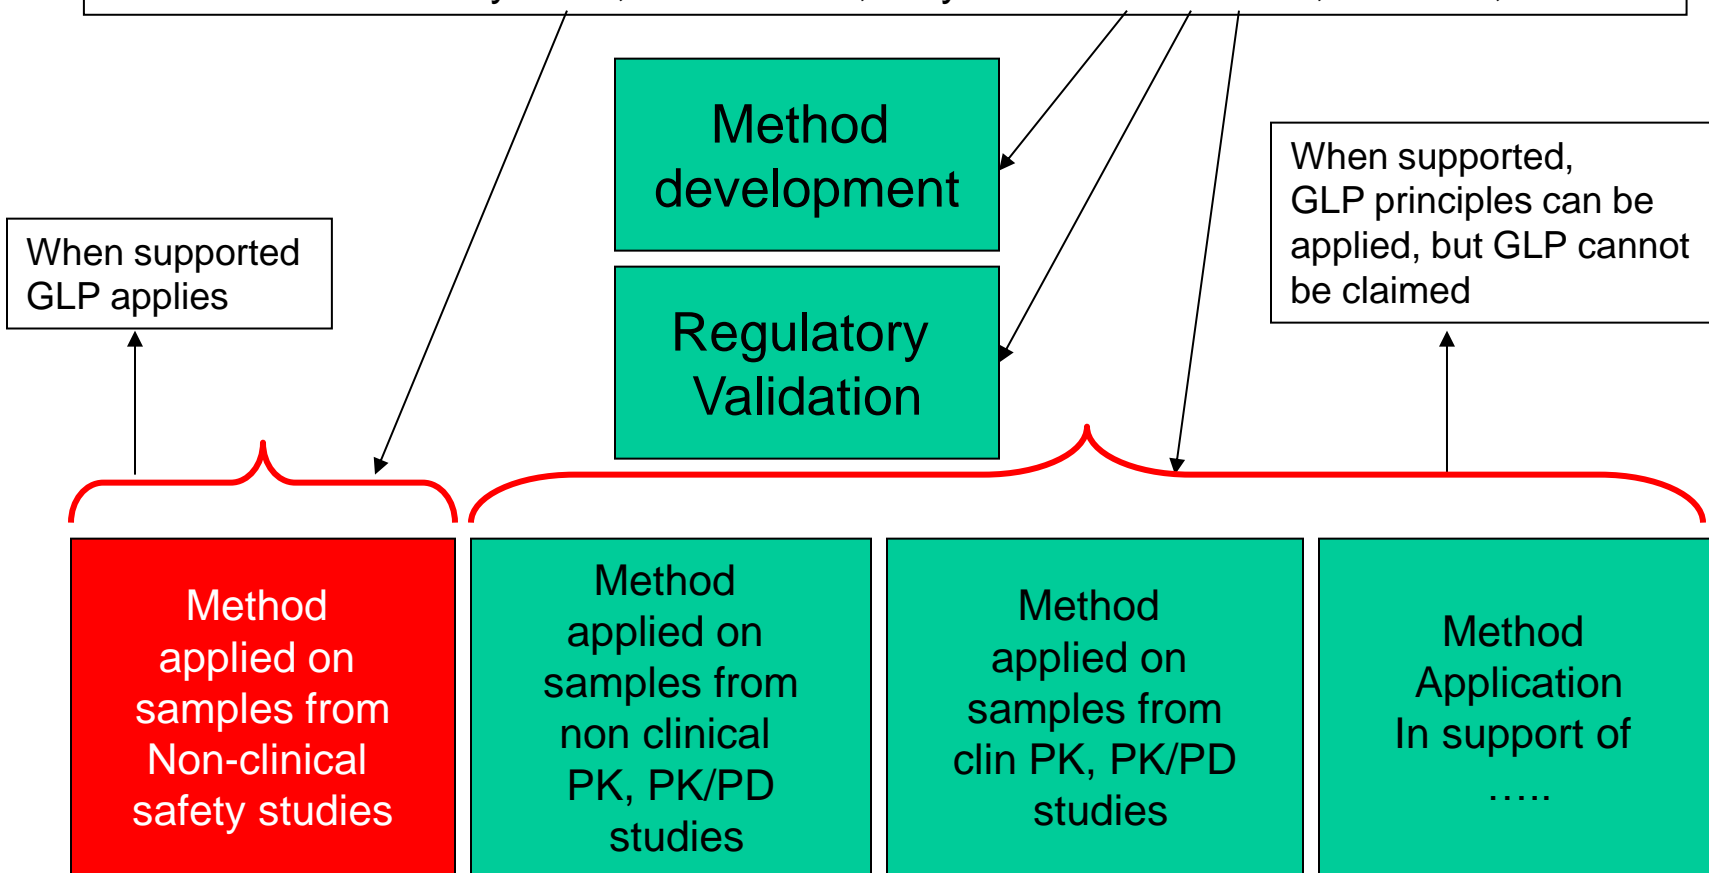 Method
development
When supported,
GLP principles can be
applied, but GLP cannot
be claimed
When supported
GLP applies
Regulatory
Validation
Method
applied on
samples from
Non-clinical
safety studies
Method
applied on
samples from
non clinical
PK, PK/PD
studies
Method
applied on
samples from
clin PK, PK/PD
studies
Method
Application
In support of
…..